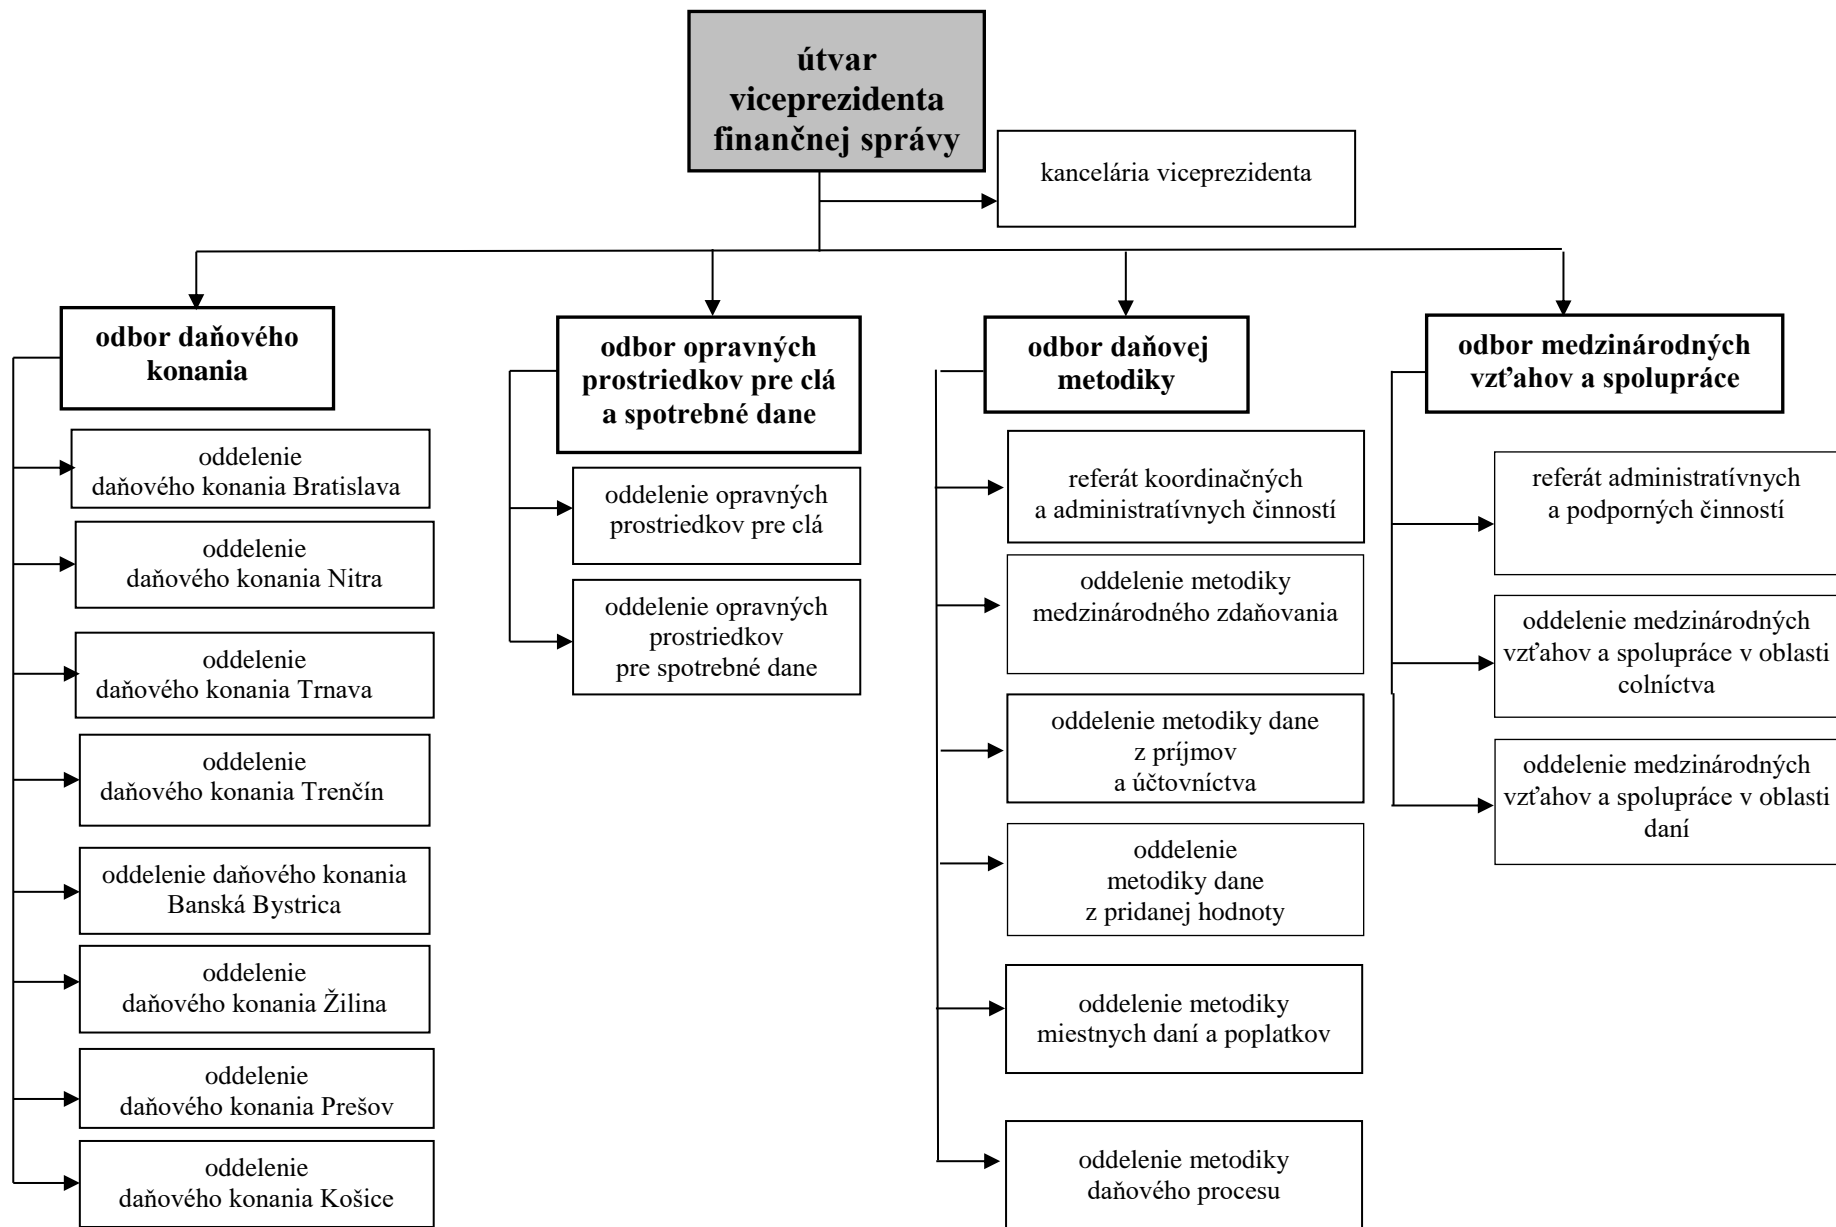 útvar
viceprezidenta
finančnej správy
kancelária viceprezidenta
odbor daňového
konania
oddelenie
daňového konania Bratislava
oddelenie
daňového konania Nitra
oddelenie
daňového konania Trnava
oddelenie
daňového konania Trenčín
oddelenie daňového konania
Banská Bystrica
oddelenie
daňového konania Žilina
oddelenie
daňového konania Prešov
oddelenie
daňového konania Košice
odbor opravných
prostriedkov pre clá
a spotrebné dane
oddelenie opravných
prostriedkov pre clá
oddelenie opravných
prostriedkov
pre spotrebné dane
odbor daňovej
metodiky
referát koordinačných
a administratívnych činností
oddelenie metodiky
medzinárodného zdaňovania
oddelenie metodiky dane
z príjmov
a účtovníctva
oddelenie
metodiky dane
z pridanej hodnoty
oddelenie metodiky
miestnych daní a poplatkov
oddelenie metodiky
daňového procesu
odbor medzinárodných
vzťahov a spolupráce
referát administratívnych
a podporných činností
oddelenie medzinárodných
vzťahov a spolupráce v oblasti
colníctva
oddelenie medzinárodných
vzťahov a spolupráce v oblasti
daní